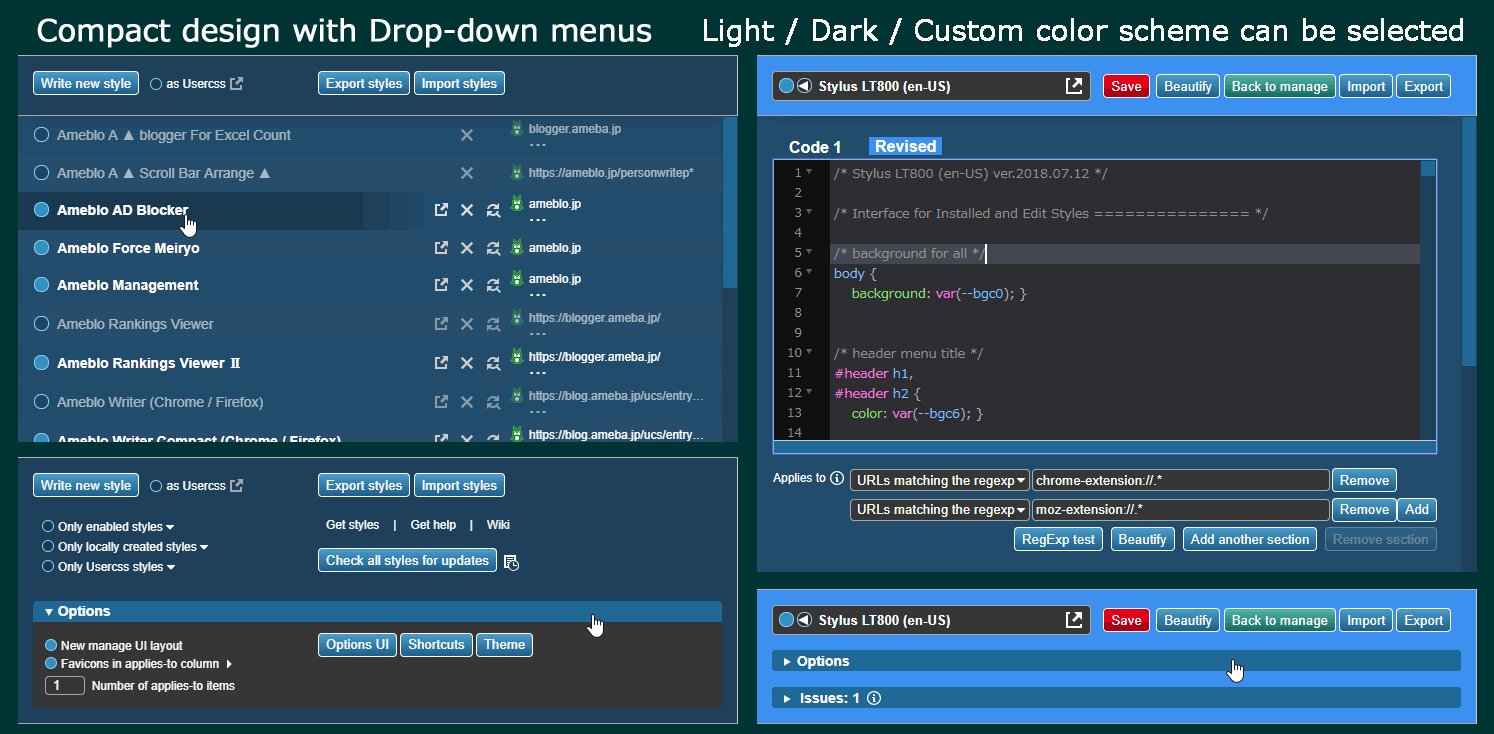 Compact design with Drop-down menus
Light / Dark / Custom color scheme can be selected
Write new style as Usercss Export styles Import styles
Ameblo A ▲ blogger For Excel Count blogger.ameba.jp
...
Ameblo A ▲ Scroll Bar Arrange ▲ https://ameblo.jp/personwritep*
Ameblo AD Blocker ameblo.jp
...
Ameblo Force Meiryo ameblo.jp
Ameblo Management ameblo.jp
...
Ameblo Rankings Viewer https://blogger.ameba.jp/
...
Ameblo Rankings Viewer Ⅱ https://blogger.ameba.jp/
...
Ameblo Writer (Chrome / Firefox) https://blog.ameba.jp/ucs/entry...
...
Ameblo Writer Compact (Chrome / Firefox) https://blog.ameba.jp/ucs/entry...
Write new style as Usercss Export styles Import styles
Only enabled styles Get styles | Get help | Wiki
Only locally created styles
Only Usercss styles Check all styles for updates
Options
New manage UI layout Options UI Shortcuts Theme
Favicons in applies-to column
1 Number of applies-to items
Stylus LT800 (en-US) Save Beautify Back to manage Import Export
Code 1 Revised
1 /* Stylus LT800 (en-US) ver.2018.07.12 */
2
3 /* Interface for Installed and Edit Styles =============== */
4
5 /* background for all */
6 body {
7 background: var(--bgc0); }
8
9
10 /* header menu title */
11 #header h1,
12 #header h2 {
13 color: var(--bgc6); }
14
Applies to URLs matching the regexp chrome-extension://.* Remove
URLs matching the regexp moz-extension://.* Remove Add
RegExp test Beautify Add another section Remove section
Stylus LT800 (en-US) Save Beautify Back to manage Import Export
Options
Issues: 1